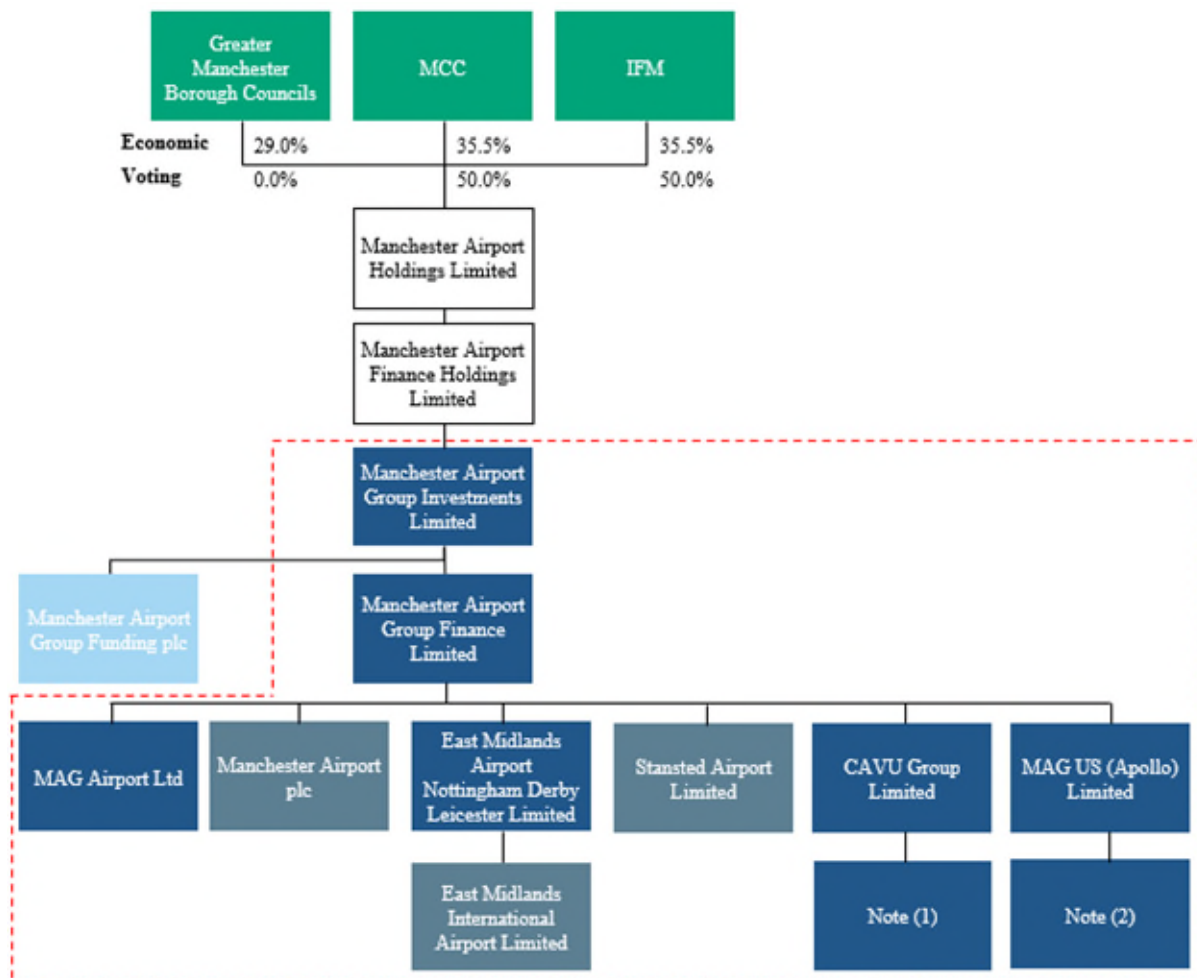 Greater
Manchester
Borough Councils
MCC
IFM
Economic 29.0% 35.5% 35.5%
Voting 0.0% 50.0% 50.0%
Manchester Airport
Holdings Limited
Manchester Airport
Finance Holdings
Limited
Manchester Airport
Group Investments
Limited
Manchester Airport
Group Funding plc
Manchester Airport
Group Finance
Limited
MAG Airport Ltd
Manchester Airport
plc
East Midlands
Airport
Nottingham Derby
Leicester Limited
Stansted Airport
Limited
CAVU Group
Limited
MAG US (Apollo)
Limited
East Midlands
International
Airport Limited
Note (1)
Note (2)